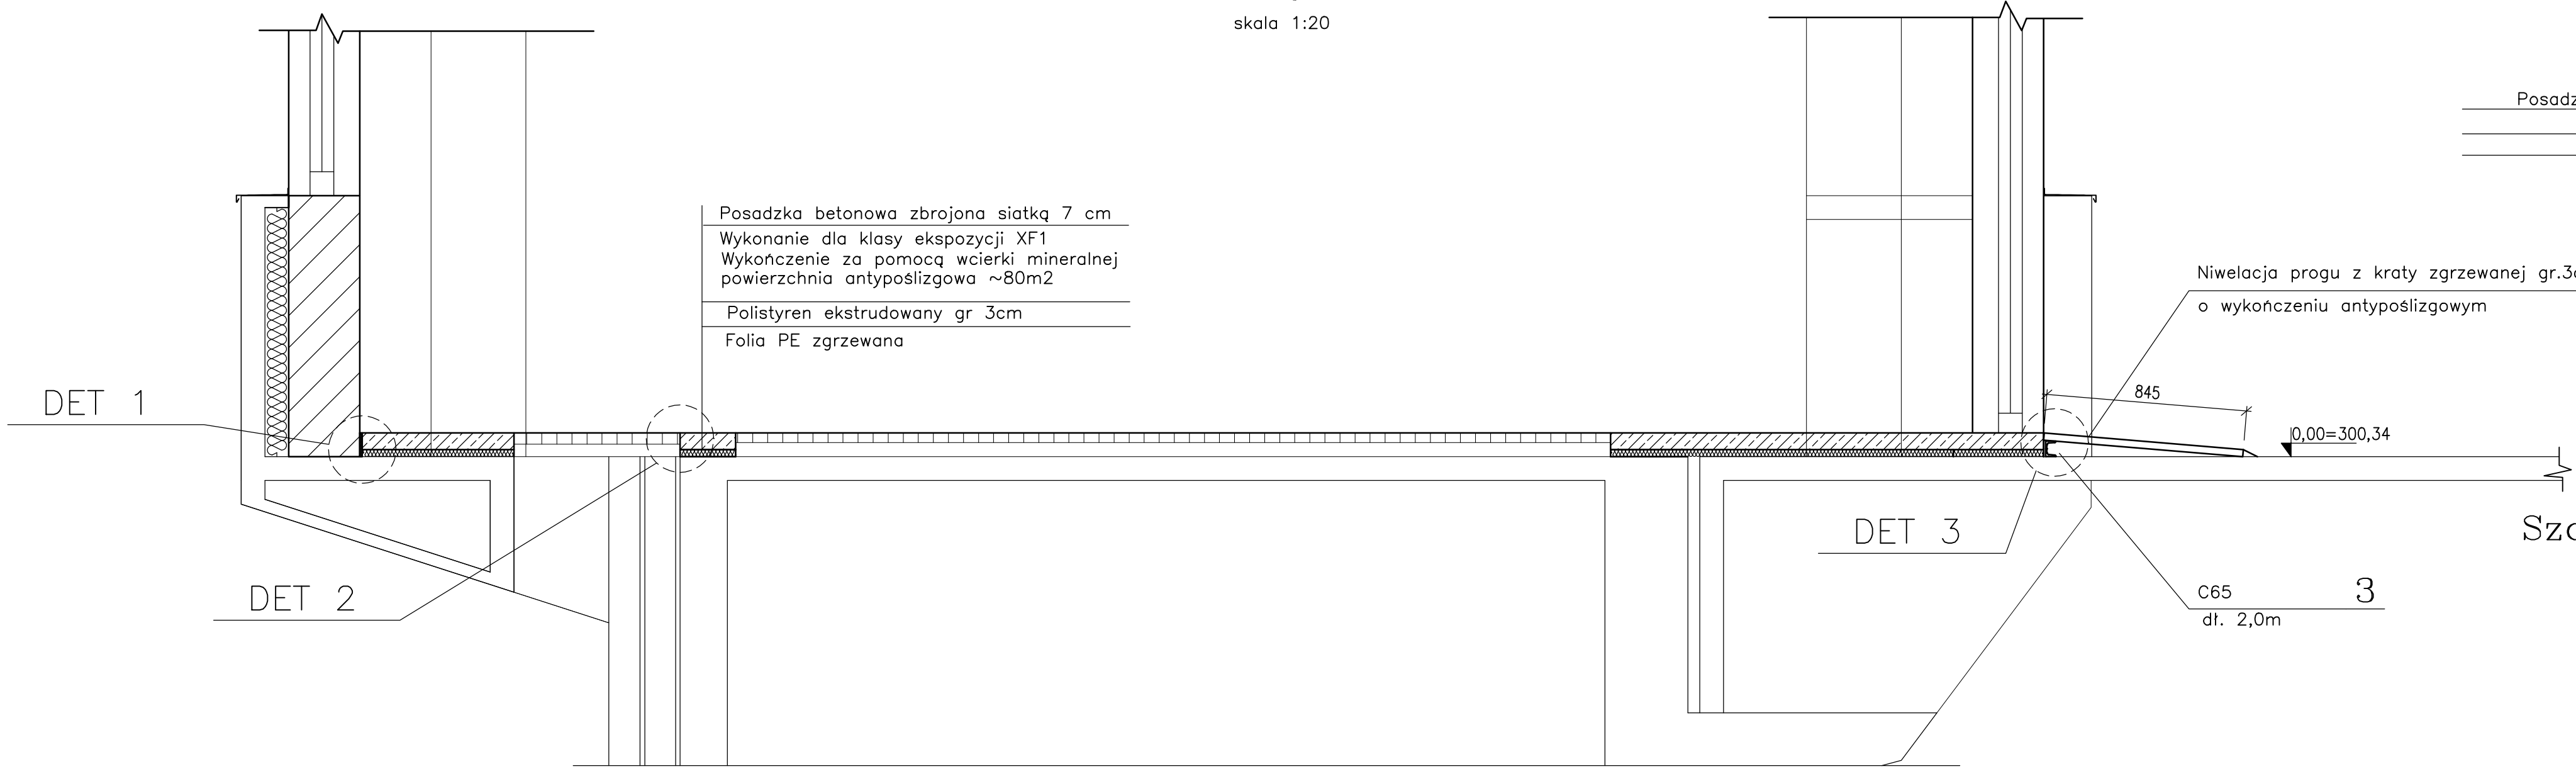 skala 1:20
Posadzka betonowa zbrojona siatką 7 cm
Wykonanie dla klasy ekspozycji XF1
Wykończenie za pomocą wcierki mineralnej
powierzchnia antypoślizgowa ~80m2
Polistyren ekstrudowany gr 3cm
Folia PE zgrzewana
Niwelacja progu z kraty zgrzewanej
o wykończeniu antypoślizgowym
DET 1
845
0,00=300,34
DET 3
DET 2
C65 3
dł. 2,0m